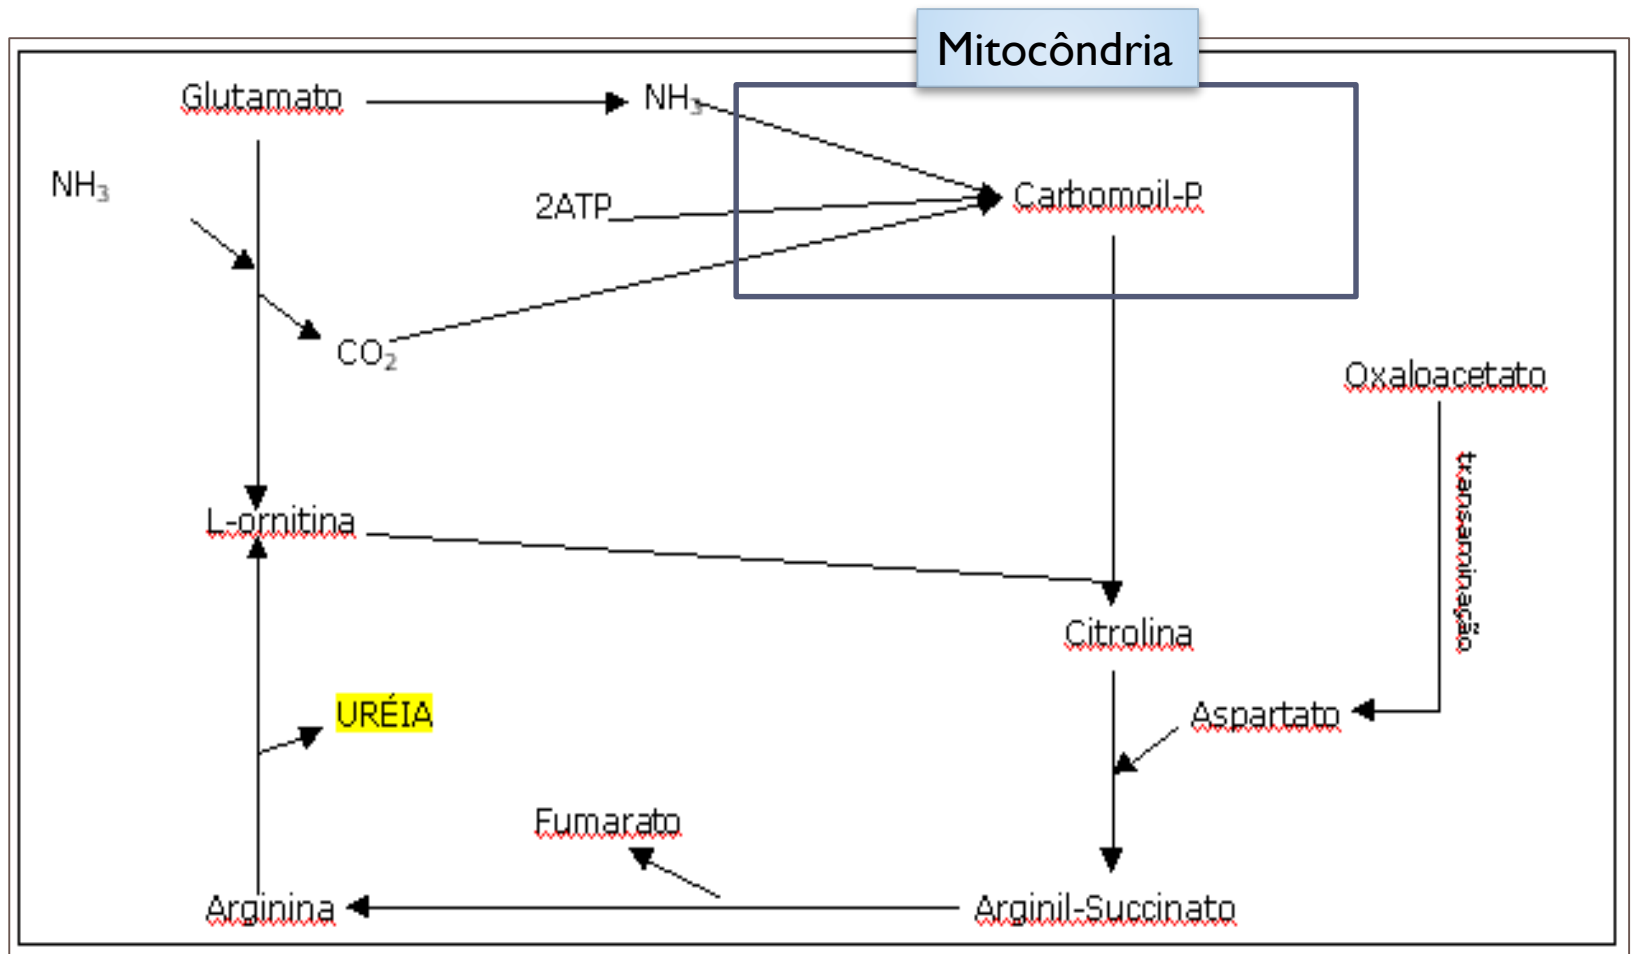 Mitocôndria
Glutamato
NH₃
NH₃
2ATP
Carbomoil-P
CO₂
Oxaloacetato
transaminação
L-ornitina
Citrolina
URÉIA
Aspartato
Fumarato
Arginina
Arginil-Succinato